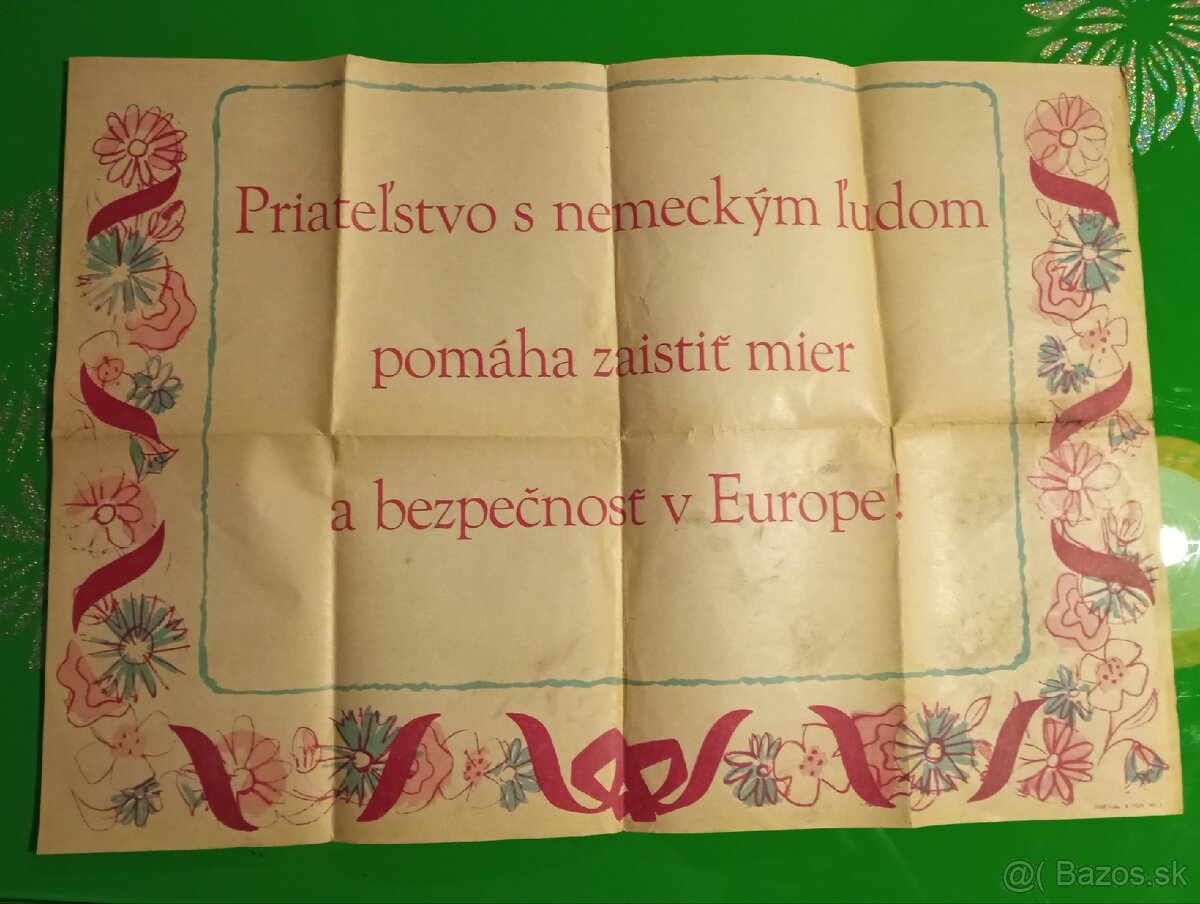 Priateľstvo s nemeckým ľudom
pomáha zaistiť mier
a bezpečnosť v Europe!
@( Bazos.sk